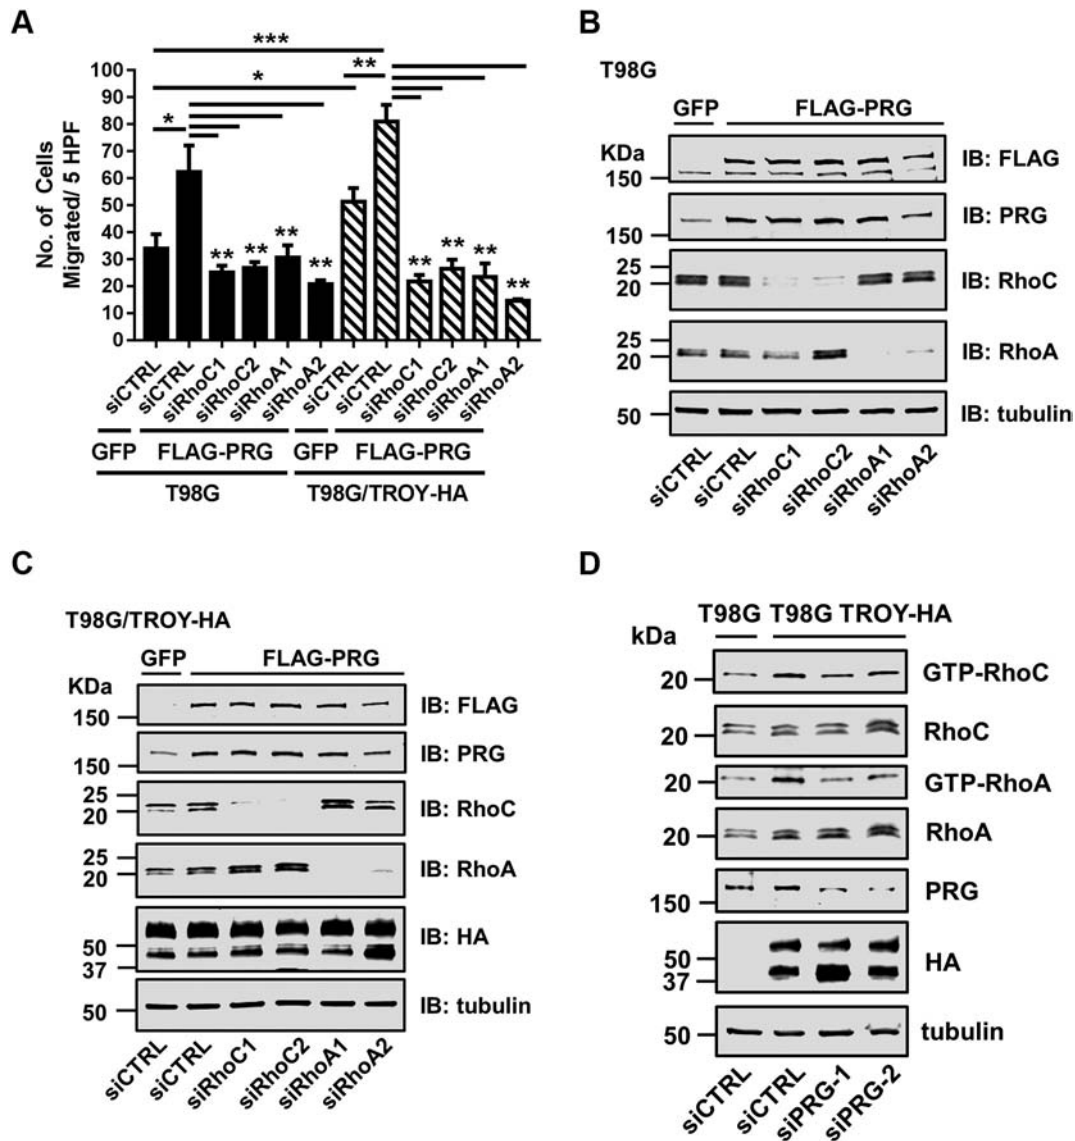 A
***
*
**
*
No. of Cells
Migrated/ 5 HPF
100
90
80
70
60
50
40
30
20
10
0
** ** ** ** ** ** ** **
siCTRL siCTRL siRhoC1 siRhoC2 siRhoA1 siRhoA2 siCTRL siCTRL siRhoC1 siRhoC2 siRhoA1 siRhoA2
GFP FLAG-PRG GFP FLAG-PRG
T98G T98G/TROY-HA
B
T98G
GFP FLAG-PRG
KDa
150 IB: FLAG
150 IB: PRG
25
20 IB: RhoC
25
20 IB: RhoA
50 IB: tubulin
siCTRL siCTRL siRhoC1 siRhoC2 siRhoA1 siRhoA2
C
T98G/TROY-HA
GFP FLAG-PRG
KDa
150 IB: FLAG
150 IB: PRG
25
20 IB: RhoC
25
20 IB: RhoA
50 IB: HA
37
50 IB: tubulin
siCTRL siCTRL siRhoC1 siRhoC2 siRhoA1 siRhoA2
D
T98G T98G TROY-HA
kDa
20 GTP-RhoC
20 RhoC
20 GTP-RhoA
20 RhoA
150 PRG
50 HA
37
50 tubulin
siCTRL siCTRL siPRG-1 siPRG-2